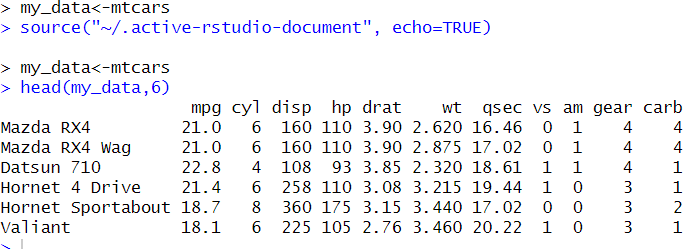 > my_data<-mtcars
> source("~/.active-rstudio-document", echo=TRUE)
> my_data<-mtcars
> head(my_data,6)
mpg cyl disp hp drat wt qsec vs am gear carb
Mazda RX4 21.0 6 160 110 3.90 2.620 16.46 0 1 4 4
Mazda RX4 Wag 21.0 6 160 110 3.90 2.875 17.02 0 1 4 4
Datsun 710 22.8 4 108 93 3.85 2.320 18.61 1 1 4 1
Hornet 4 Drive 21.4 6 258 110 3.08 3.215 19.44 1 0 3 1
Hornet Sportabout 18.7 8 360 175 3.15 3.440 17.02 0 0 3 2
Valiant 18.1 6 225 105 2.76 3.460 20.22 1 0 3 1
>